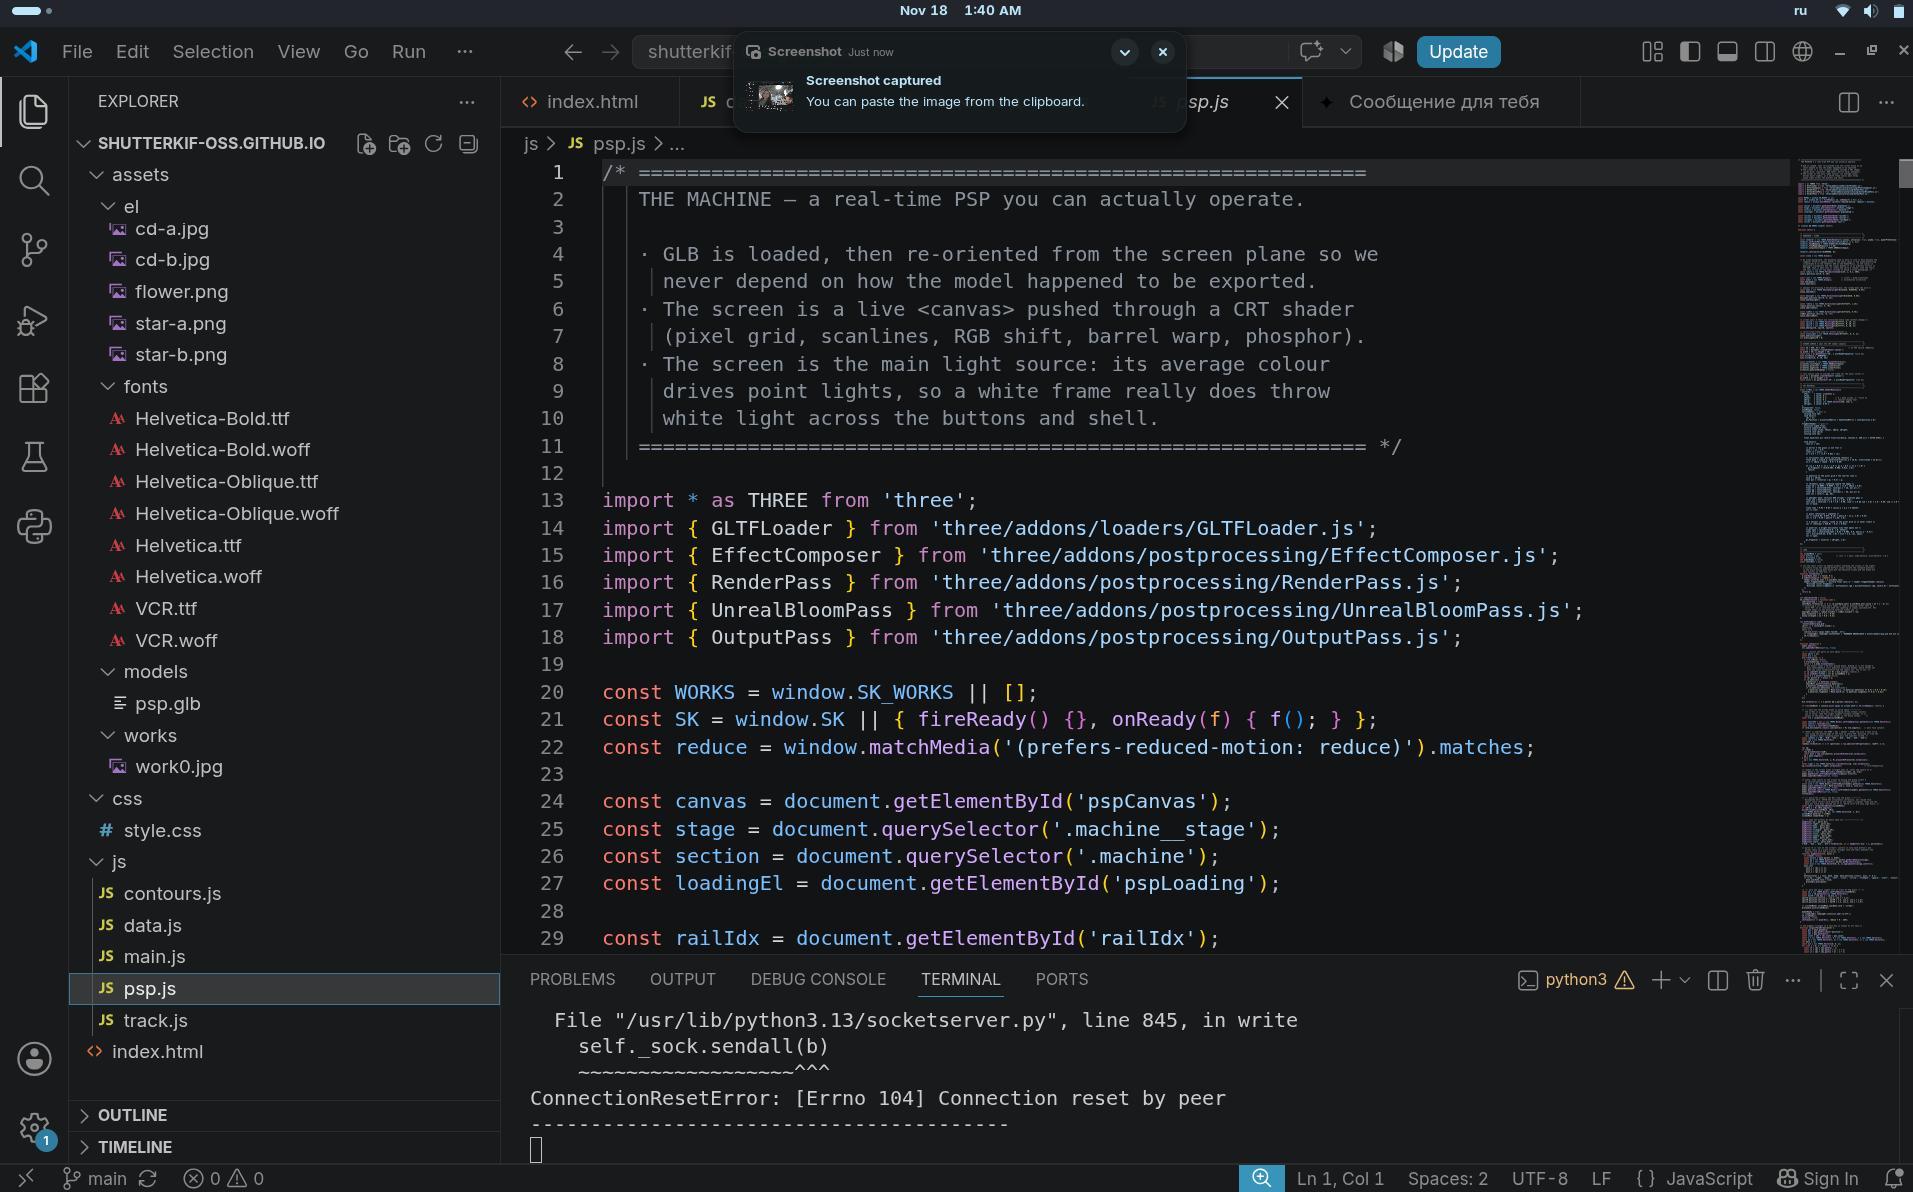 Nov 18 1:40 AM
ru
File Edit Selection View Go Run
shutterkif
Update
Screenshot Just now
Screenshot captured
You can paste the image from the clipboard.
EXPLORER
SHUTTERKIF-OSS.GITHUB.IO
assets
el
cd-a.jpg
cd-b.jpg
flower.png
star-a.png
star-b.png
fonts
Helvetica-Bold.ttf
Helvetica-Bold.woff
Helvetica-Oblique.ttf
Helvetica-Oblique.woff
Helvetica.ttf
Helvetica.woff
VCR.ttf
VCR.woff
models
psp.glb
works
work0.jpg
css
# style.css
js
JS contours.js
JS data.js
JS main.js
JS psp.js
JS track.js
<> index.html
OUTLINE
TIMELINE
<> index.html
JS
JS psp.js
Сообщение для тебя
js > JS psp.js > ...
1 /* ============================================================
2 THE MACHINE — a real-time PSP you can actually operate.
3
4 · GLB is loaded, then re-oriented from the screen plane so we
5 never depend on how the model happened to be exported.
6 · The screen is a live <canvas> pushed through a CRT shader
7 (pixel grid, scanlines, RGB shift, barrel warp, phosphor).
8 · The screen is the main light source: its average colour
9 drives point lights, so a white frame really does throw
10 white light across the buttons and shell.
11 ============================================================ */
12
13 import * as THREE from 'three';
14 import { GLTFLoader } from 'three/addons/loaders/GLTFLoader.js';
15 import { EffectComposer } from 'three/addons/postprocessing/EffectComposer.js';
16 import { RenderPass } from 'three/addons/postprocessing/RenderPass.js';
17 import { UnrealBloomPass } from 'three/addons/postprocessing/UnrealBloomPass.js';
18 import { OutputPass } from 'three/addons/postprocessing/OutputPass.js';
19
20 const WORKS = window.SK_WORKS || [];
21 const SK = window.SK || { fireReady() {}, onReady(f) { f(); } };
22 const reduce = window.matchMedia('(prefers-reduced-motion: reduce)').matches;
23
24 const canvas = document.getElementById('pspCanvas');
25 const stage = document.querySelector('.machine__stage');
26 const section = document.querySelector('.machine');
27 const loadingEl = document.getElementById('pspLoading');
28
29 const railIdx = document.getElementById('railIdx');
PROBLEMS OUTPUT DEBUG CONSOLE TERMINAL PORTS
python3
File "/usr/lib/python3.13/socketserver.py", line 845, in write
self._sock.sendall(b)
~~~~~~~~~~~~~~~~~~^^^
ConnectionResetError: [Errno 104] Connection reset by peer
----------------------------------------
1
main 0 0
Ln 1, Col 1 Spaces: 2 UTF-8 LF {} JavaScript Sign In